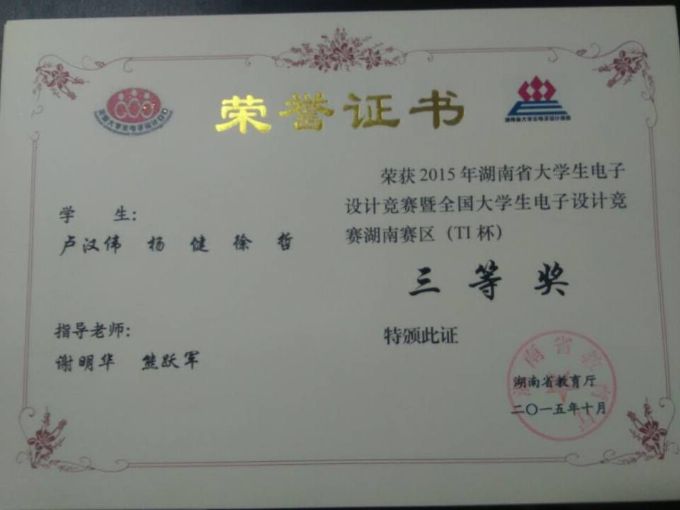 荣誉证书
学 生:
卢汉伟 杨 健 徐 哲
指导老师:
谢明华 熊跃军
荣获2015年湖南省大学生电子
设计竞赛暨全国大学生电子设计竞
赛湖南赛区（TI杯）
三等奖
特颁此证
湖南省教育厅
二〇一五年十月